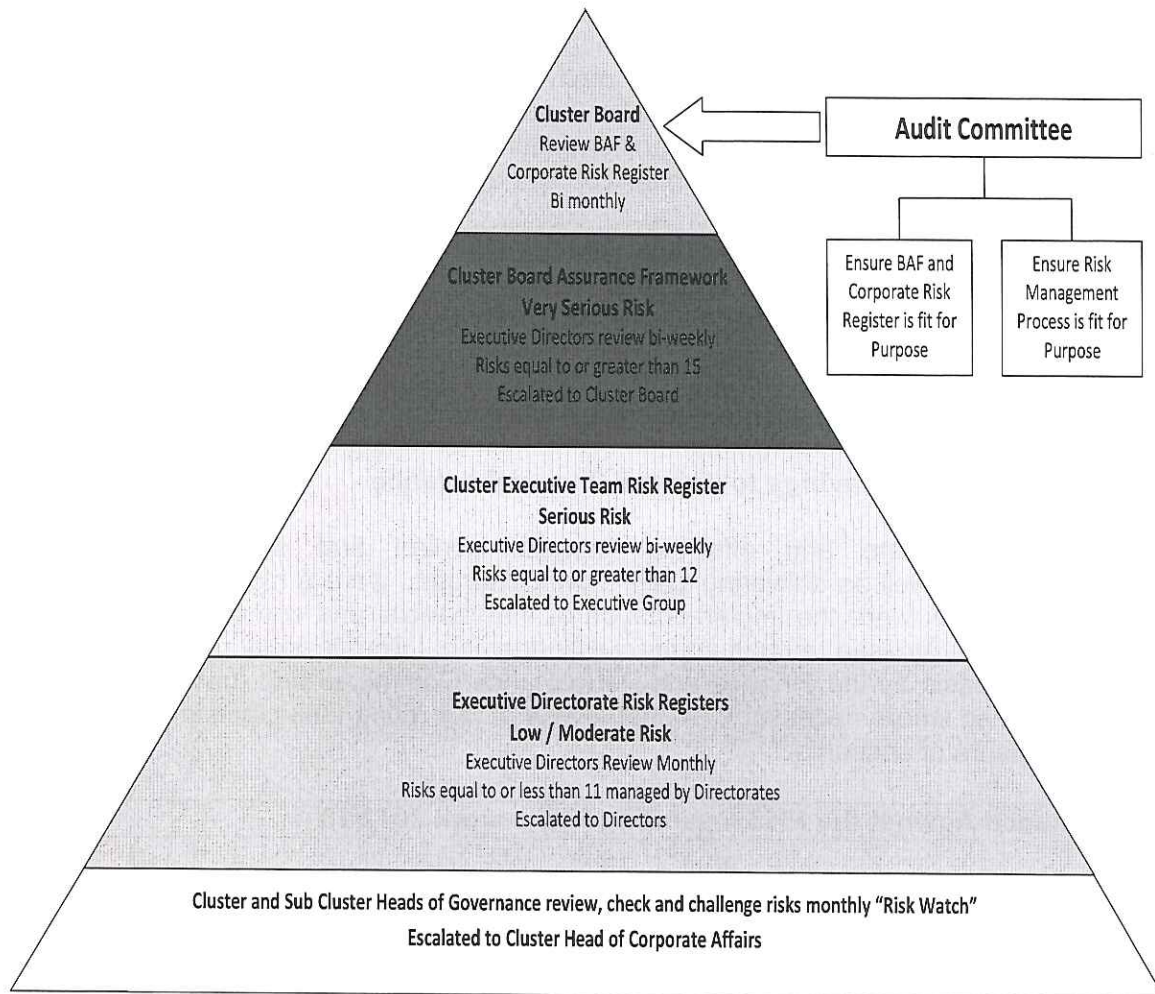 Cluster Board
Review BAF &
Corporate Risk Register
Bi monthly
Audit Committee
Ensure BAF and
Corporate Risk
Register is fit for
Purpose
Ensure Risk
Management
Process is fit for
Purpose
Cluster Board Assurance Framework
Very Serious Risk
Executive Directors review bi-weekly
Risks equal to or greater than 15
Escalated to Cluster Board
Cluster Executive Team Risk Register
Serious Risk
Executive Directors review bi-weekly
Risks equal to or greater than 12
Escalated to Executive Group
Executive Directorate Risk Registers
Low / Moderate Risk
Executive Directors Review Monthly
Risks equal to or less than 11 managed by Directorates
Escalated to Directors
Cluster and Sub Cluster Heads of Governance review, check and challenge risks monthly “Risk Watch”
Escalated to Cluster Head of Corporate Affairs